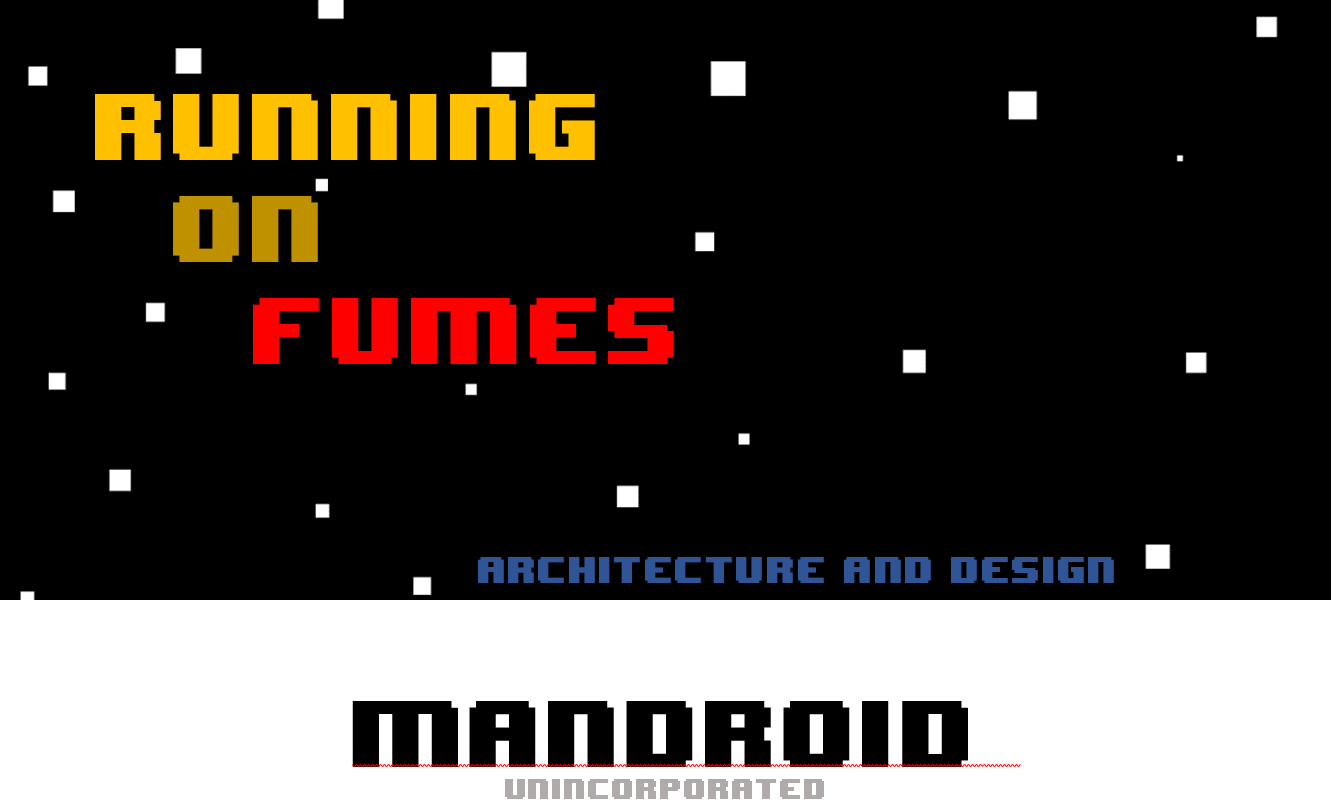 RUNNING
ON
FUMES
ARCHITECTURE AND DESIGN
MANDROID
UNINCORPORATED